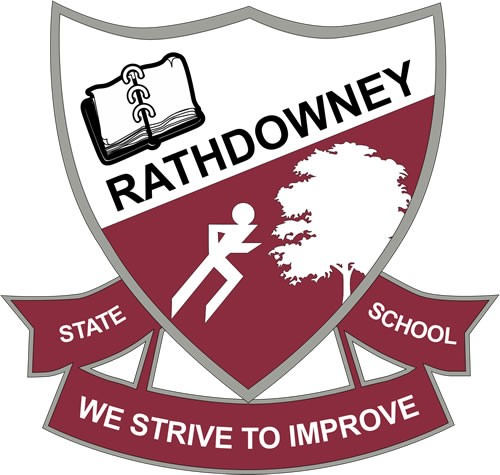 RATHDOWNEY
STATE SCHOOL
WE STRIVE TO IMPROVE